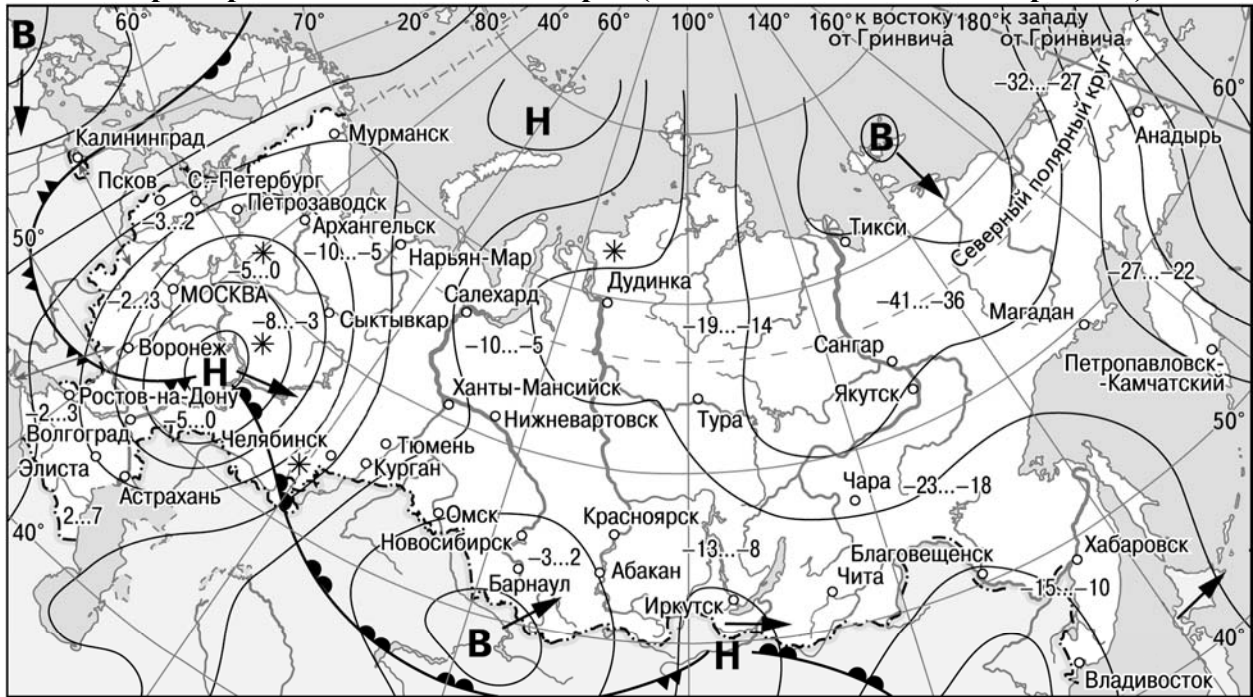 60°
70°
20°
20°
40°
60°
80°
100°
120°
140°
160°
к востоку
от Гринвича
180°
к западу
от Гринвича
В
Н
В
−32...−27
60°
Анадырь
Северный полярный круг
Калининград
Мурманск
Псков
С.-Петербург
−3...2
Петрозаводск
Архангельск
−10...−5
Нарьян-Мар
Тикси
50°
−5...0
Дудинка
−27...−22
−2...3
МОСКВА
Салехард
−41...−36
−8...−3
Сыктывкар
−19...−14
Магадан
−10...−5
Сангар
Воронеж
Н
Петропавловск-
-Камчатский
Ханты-Мансийск
Якутск
Ростов-на-Дону
−2...3
−5...0
Нижневартовск
Тура
50°
Волгоград
Челябинск
Тюмень
Элиста
Курган
Астрахань
Чара
−23...−18
2...7
Омск
Красноярск
40°
Новосибирск
−13...−8
Хабаровск
−3...2
Благовещенск
Барнаул
Абакан
Чита
−15...−10
Иркутск
40°
В
Н
Владивосток